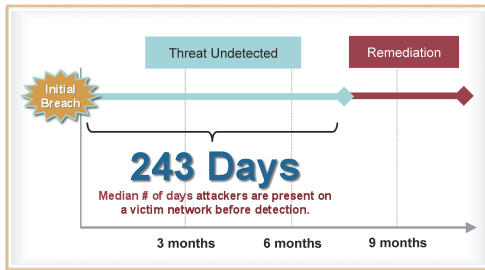 Threat Undetected
Remediation
Initial
Breach
243 Days
Median # of days attackers are present on
a victim network before detection.
3 months
6 months
9 months